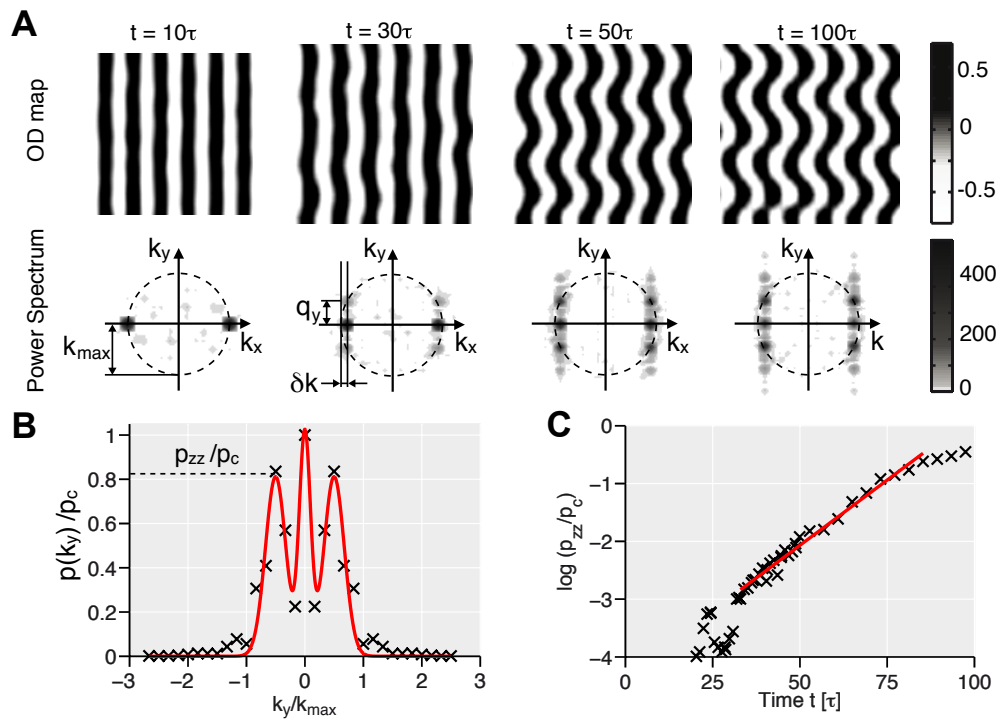 A
t = 10τ
t = 30τ
t = 50τ
t = 100τ
OD map
0.5
0
-0.5
Power Spectrum
ky
ky
ky
ky
kx
kx
kx
k
kmax
qy
δk
400
200
0
B
pzz/pc
p(ky)/pc
1
0.8
0.6
0.4
0.2
0
−3
−2
−1
0
1
2
3
ky/kmax
C
log (pzz/pc)
0
−1
−2
−3
−4
0
25
50
75
100
Time t [τ]